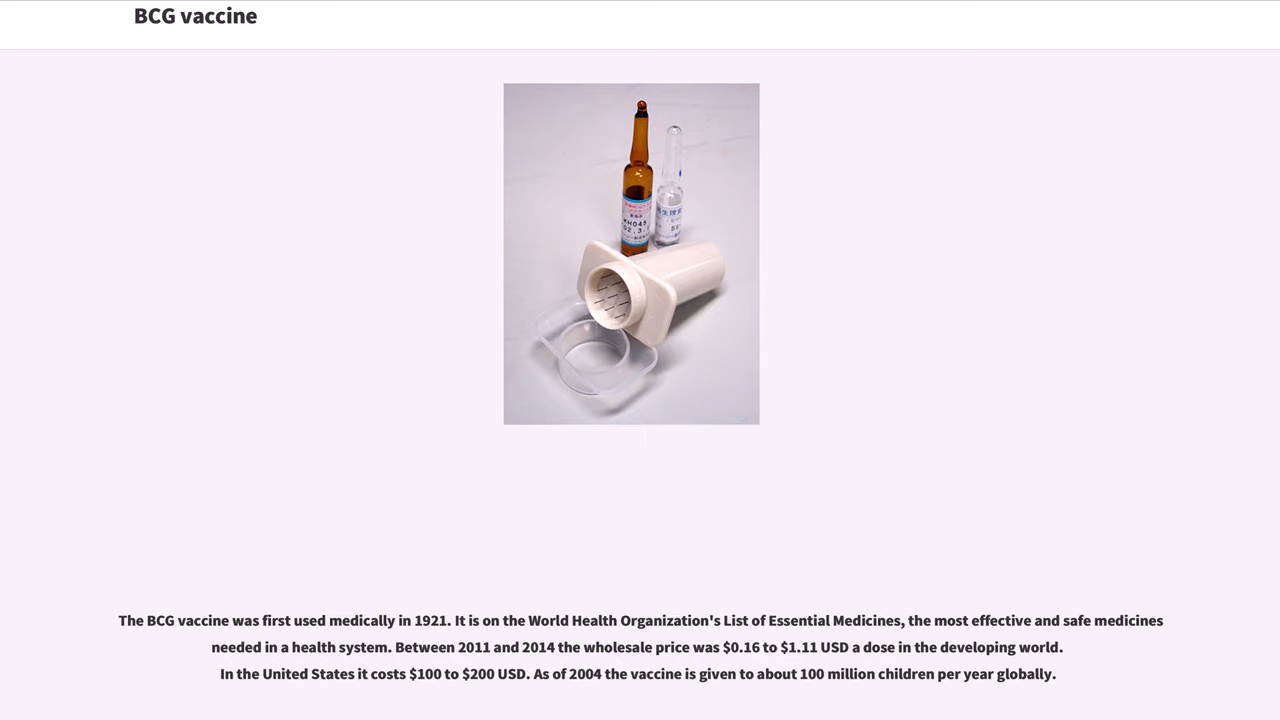 BCG vaccine
KH045
The BCG vaccine was first used medically in 1921. It is on the World Health Organization's List of Essential Medicines, the most effective and safe medicines
needed in a health system. Between 2011 and 2014 the wholesale price was $0.16 to $1.11 USD a dose in the developing world.
In the United States it costs $100 to $200 USD. As of 2004 the vaccine is given to about 100 million children per year globally.